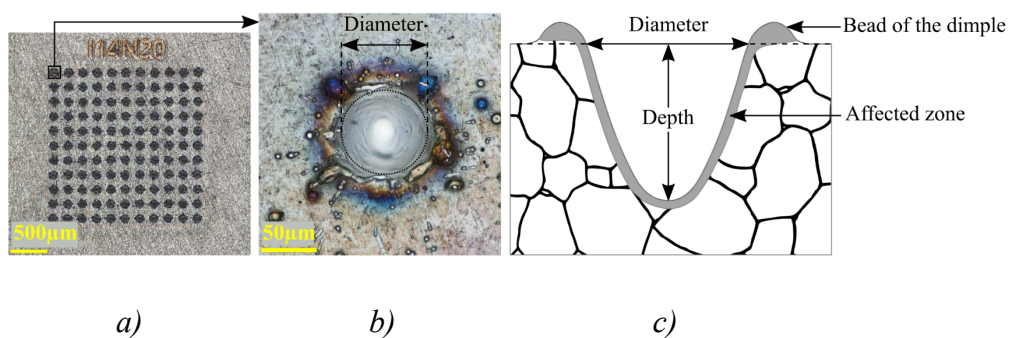 I14N20
500µm
Diameter
50µm
Diameter
Depth
Bead of the dimple
Affected zone
a)
b)
c)